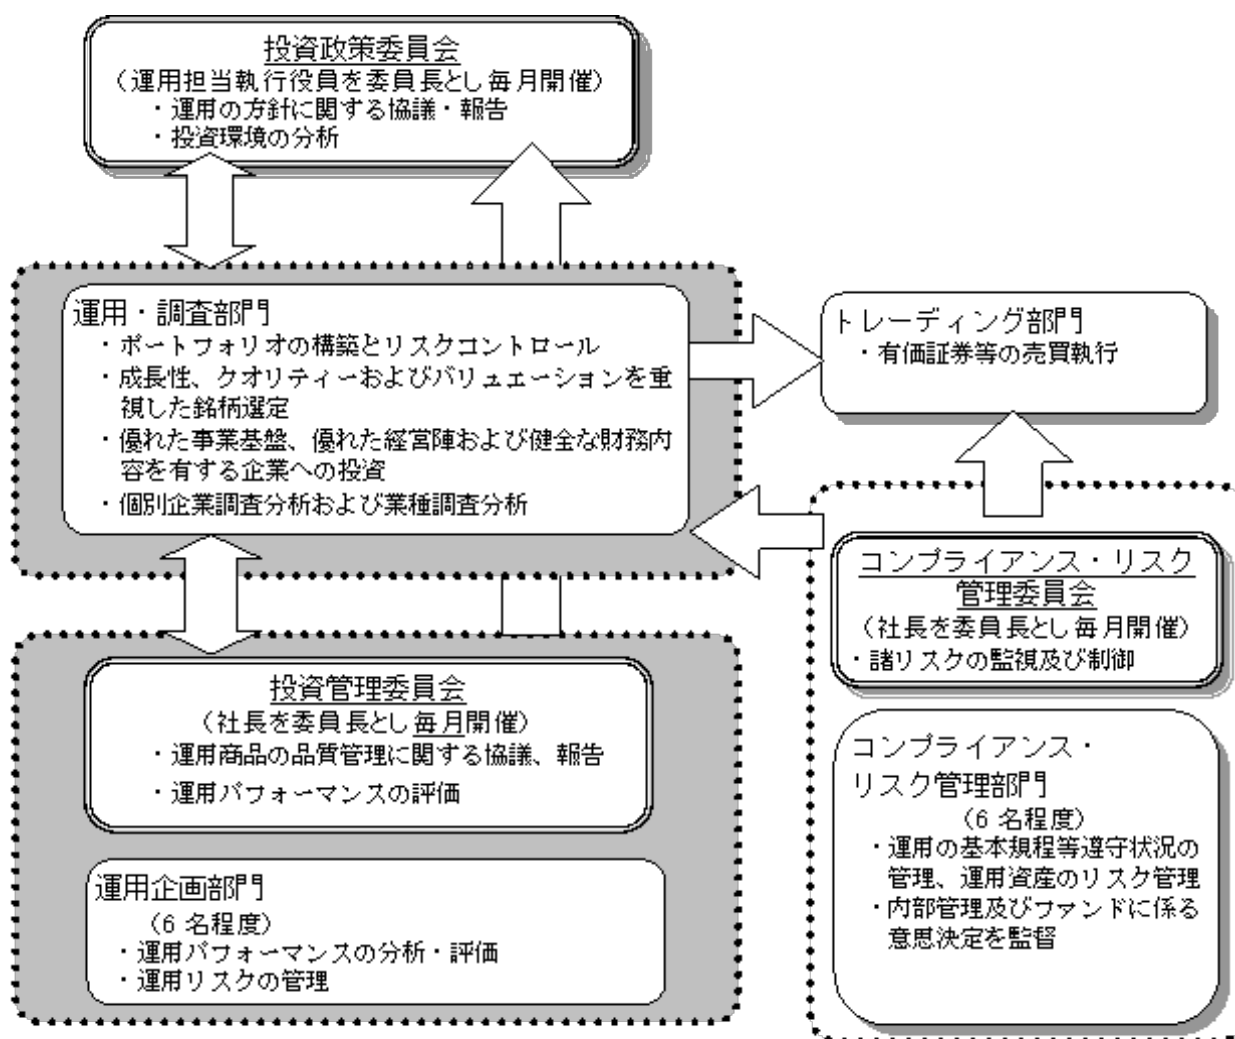 投資政策委員会
（運用担当執行役員を委員長とし毎月開催）
・運用の方針に関する協議・報告
・投資環境の分析
運用・調査部門
・ポートフォリオの構築とリスクコントロール
・成長性、クオリティーおよびバリュエーションを重
視した銘柄選定
・優れた事業基盤、優れた経営陣および健全な財務内
容を有する企業への投資
・個別企業調査分析および業種調査分析
トレーディング部門
・有価証券等の売買執行
コンプライアンス・リスク
管理委員会
（社長を委員長とし毎月開催）
・諸リスクの監視及び制御
投資管理委員会
（社長を委員長とし毎月開催）
・運用商品の品質管理に関する協議、報告
・運用パフォーマンスの評価
コンプライアンス・
リスク管理部門
（6 名程度）
・運用の基本規程等遵守状況の
管理、運用資産のリスク管理
・内部管理及びファンドに係る
意思決定を監督
運用企画部門
（6 名程度）
・運用パフォーマンスの分析・評価
・運用リスクの管理